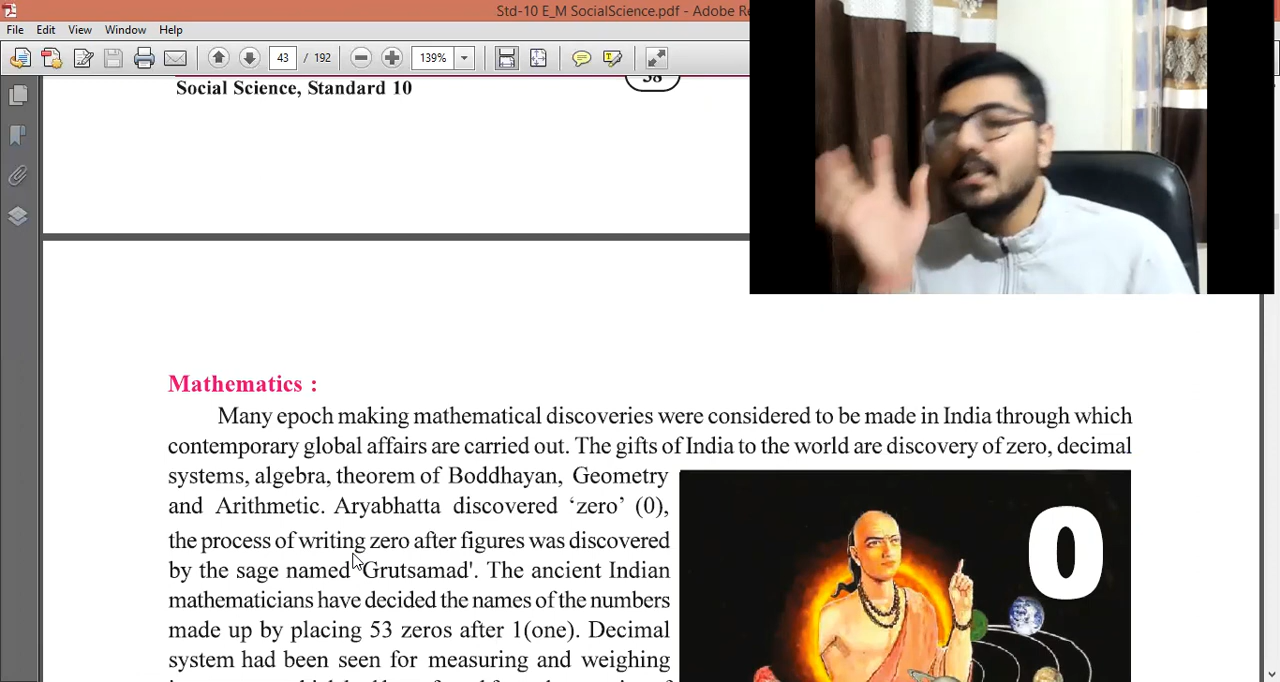 Std-10 E_M SocialScience.pdf - Adobe Re
File Edit View Window Help
43 / 192 139%
38
Social Science, Standard 10
Mathematics :
Many epoch making mathematical discoveries were considered to be made in India through which
contemporary global affairs are carried out. The gifts of India to the world are discovery of zero, decimal
systems, algebra, theorem of Boddhayan, Geometry
and Arithmetic. Aryabhatta discovered ‘zero’ (0),
the process of writing zero after figures was discovered
by the sage named 'Grutsamad'. The ancient Indian
mathematicians have decided the names of the numbers
made up by placing 53 zeros after 1(one). Decimal
system had been seen for measuring and weighing
0